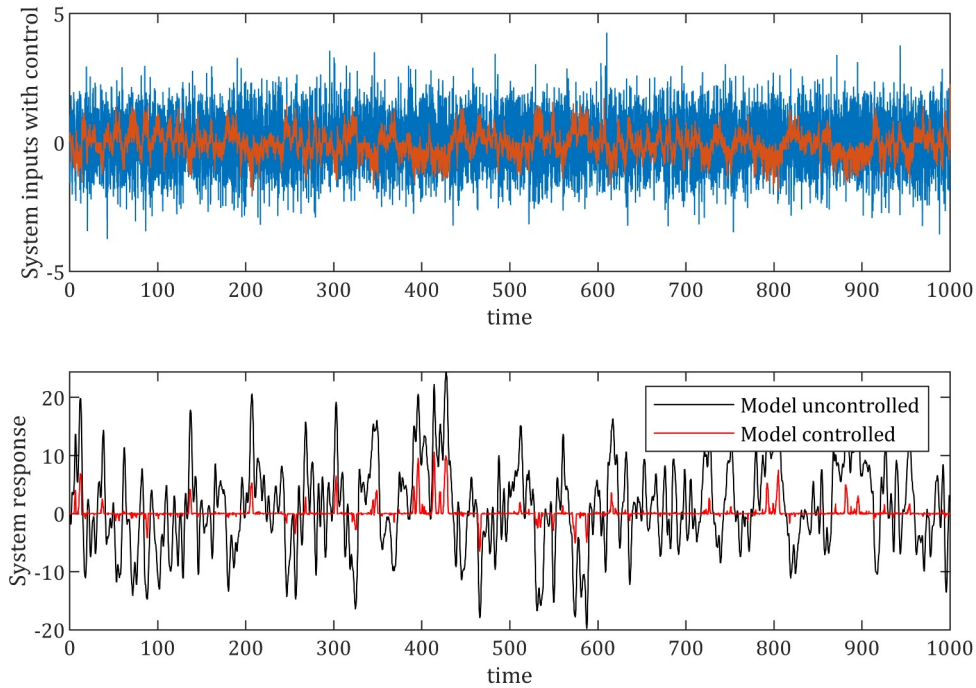 System inputs with control
5
0
-5
0 100 200 300 400 500 600 700 800 900 1000
time
System response
20
10
0
-10
-20
Model uncontrolled
Model controlled
0 100 200 300 400 500 600 700 800 900 1000
time